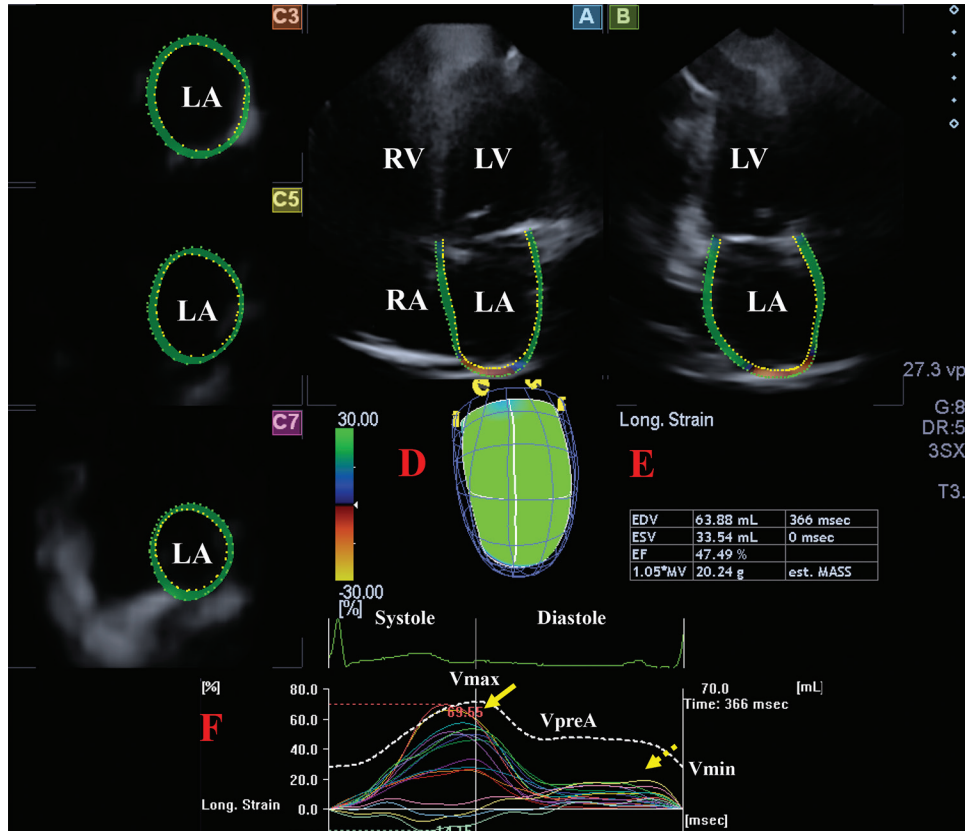 C3
LA
C5
LA
C7
LA
A
RV
LV
RA
LA
B
LV
LA
27.3 vp
G:8
DR:5
3SX
T3.
30.00
-30.00
[%]
D
Long. Strain
E
EDV 63.88 mL 366 msec
ESV 33.54 mL 0 msec
EF 47.49 %
1.05*MV 20.24 g est. MASS
Systole
Diastole
F
[%]
80.0
60.0
40.0
20.0
0.0
Long. Strain
Vmax
69.55
VpreA
Vmin
70.0
[mL]
Time: 366 msec
[msec]